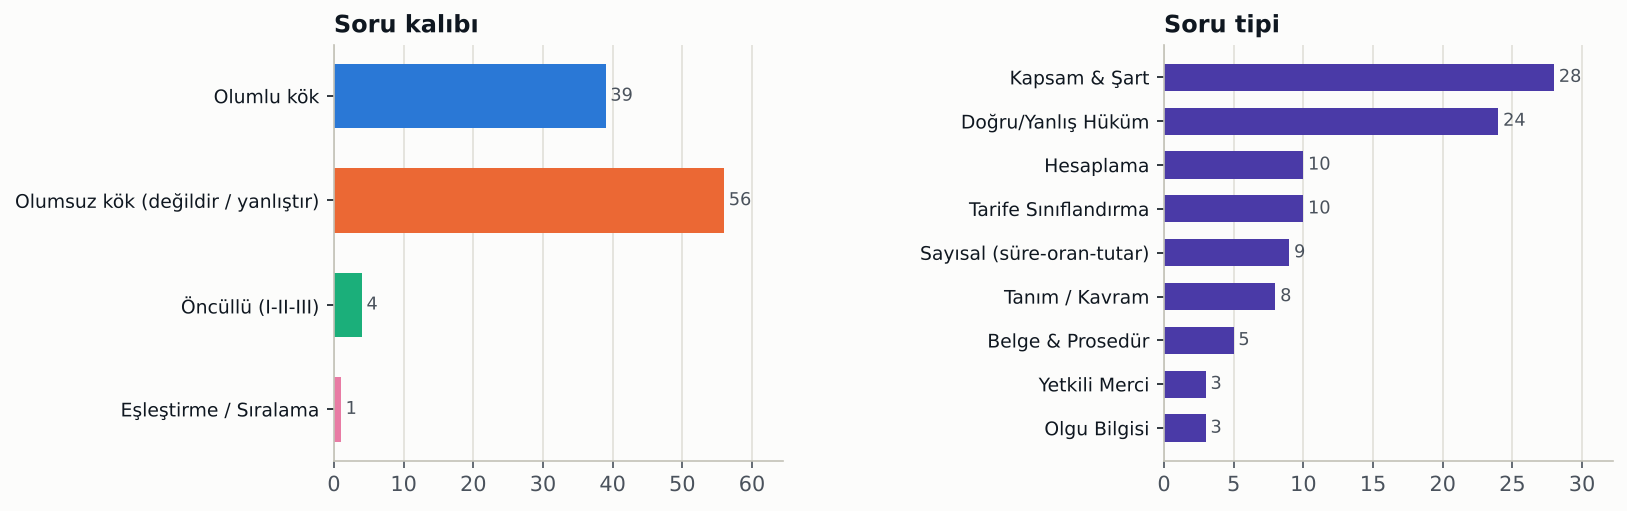 Soru kalıbı
Olumlu kök
39
Olumsuz kök (değildir / yanlıştır)
56
Öncüllü (I-II-III)
4
Eşleştirme / Sıralama
1
0 10 20 30 40 50 60
Soru tipi
Kapsam & Şart
28
Doğru/Yanlış Hüküm
24
Hesaplama
10
Tarife Sınıflandırma
10
Sayısal (süre-oran-tutar)
9
Tanım / Kavram
8
Belge & Prosedür
5
Yetkili Merci
3
Olgu Bilgisi
3
0 5 10 15 20 25 30